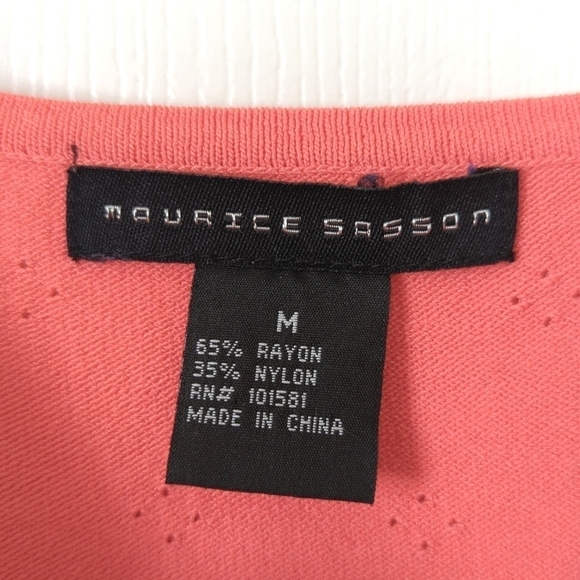 MAURICE SASSON
M
65% RAYON
35% NYLON
RN# 101581
MADE IN CHINA